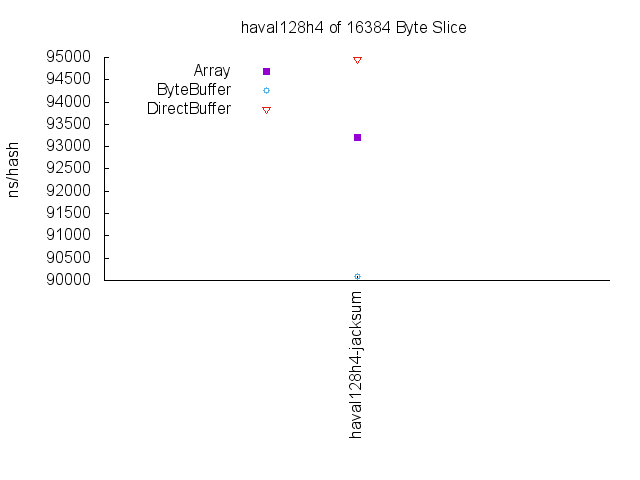 haval128h4 of 16384 Byte Slice
95000
94500
94000
93500
93000
92500
92000
91500
91000
90500
90000
ns/hash
Array
ByteBuffer
DirectBuffer
haval128h4-jacksum